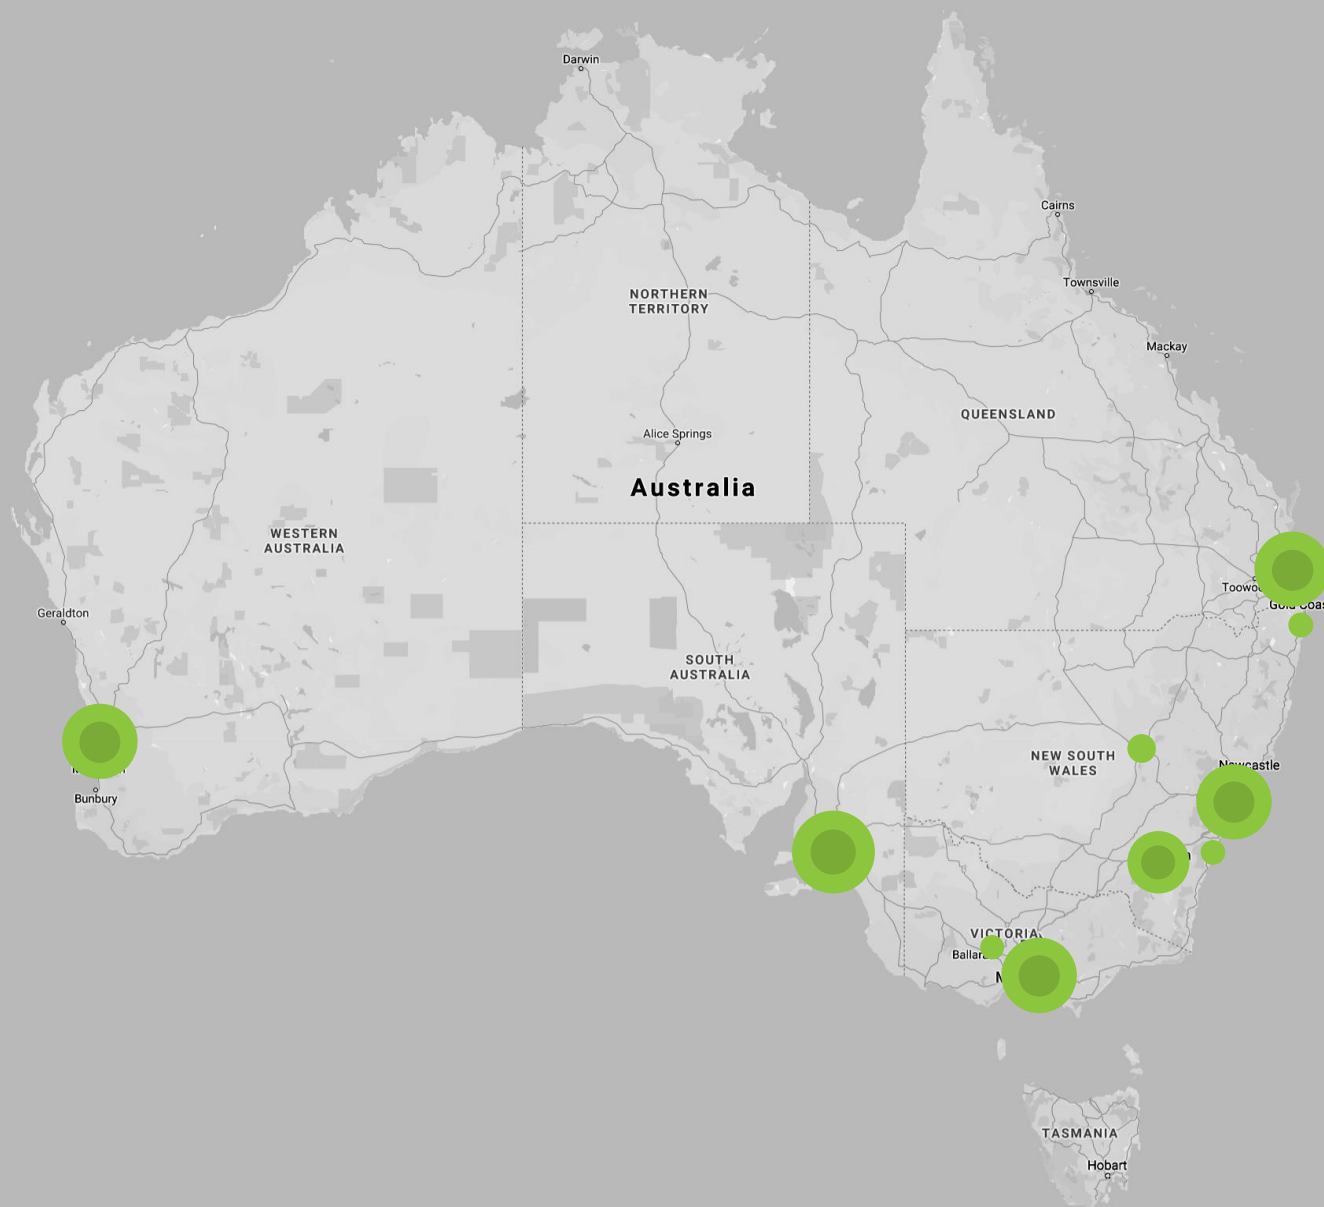 Darwin
Cairns
Townsville
NORTHERN
TERRITORY
Mackay
QUEENSLAND
Alice Springs
Australia
WESTERN
AUSTRALIA
Geraldton
SOUTH
AUSTRALIA
NEW SOUTH
WALES
Newcastle
Bunbury
VICTORIA
TASMANIA
Hobart